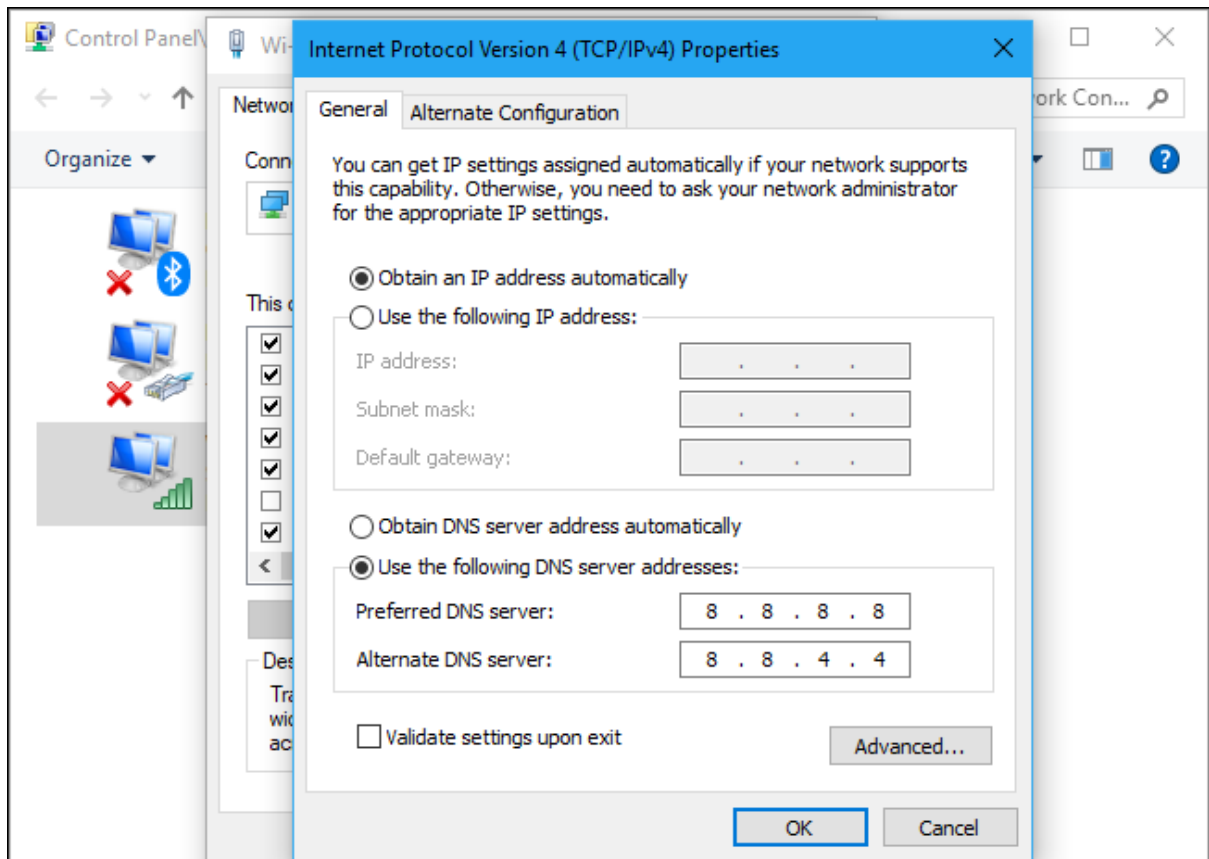 Control Panel\
Wi-
Internet Protocol Version 4 (TCP/IPv4) Properties
Networ
ork Con...
General
Alternate Configuration
Organize
Conn
You can get IP settings assigned automatically if your network supports
this capability. Otherwise, you need to ask your network administrator
for the appropriate IP settings.
Obtain an IP address automatically
This c
Use the following IP address:
IP address:
. . .
Subnet mask:
. . .
Default gateway:
. . .
Obtain DNS server address automatically
Use the following DNS server addresses:
Preferred DNS server:
8 . 8 . 8 . 8
Alternate DNS server:
8 . 8 . 4 . 4
Des
Tra
wid
ac
Validate settings upon exit
Advanced...
OK
Cancel